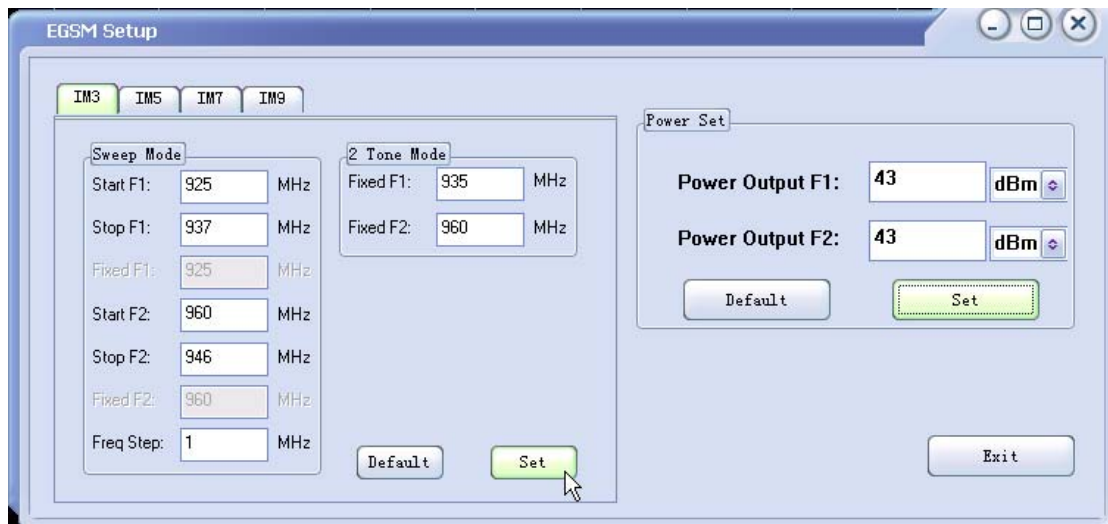 EGSM Setup
IM3 IM5 IM7 IM9
Sweep Mode
Start F1: 925 MHz
Stop F1: 937 MHz
Fixed F1: 925 MHz
Start F2: 960 MHz
Stop F2: 946 MHz
Fixed F2: 960 MHz
Freq Step: 1 MHz
2 Tone Mode
Fixed F1: 935 MHz
Fixed F2: 960 MHz
Default Set
Power Set
Power Output F1: 43 dBm
Power Output F2: 43 dBm
Default Set
Exit